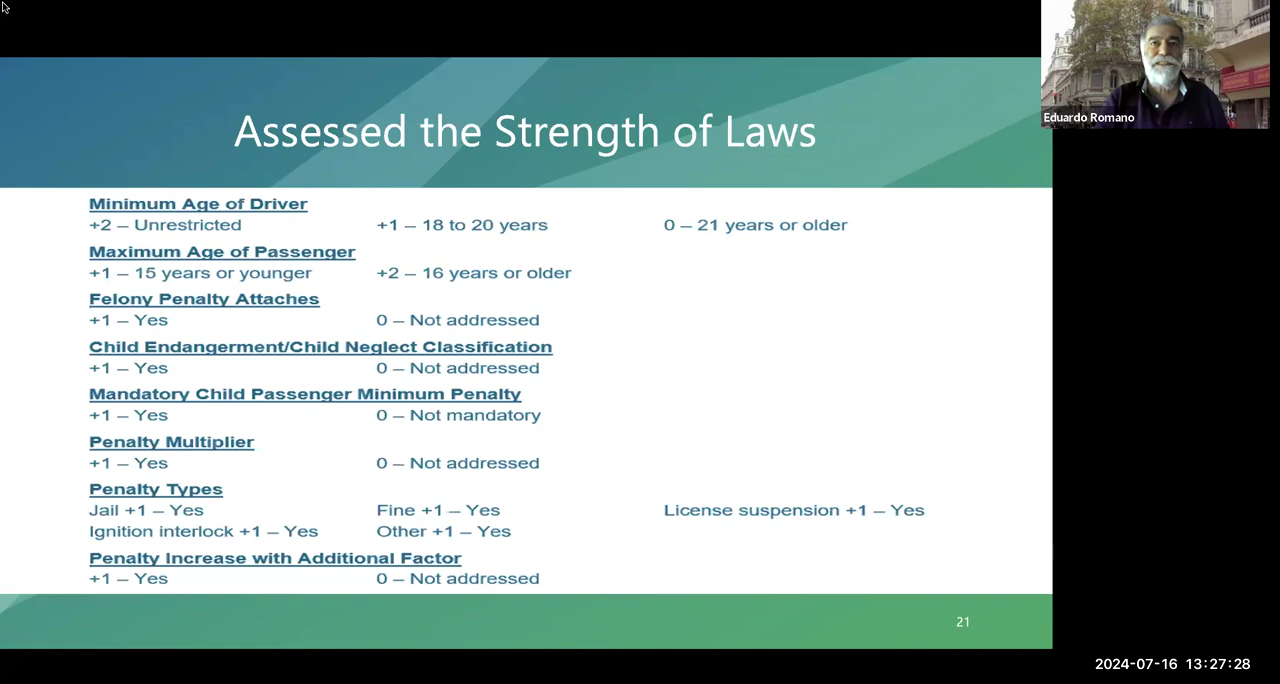 Assessed the Strength of Laws
Eduardo Romano
Minimum Age of Driver
+2 – Unrestricted +1 – 18 to 20 years 0 – 21 years or older
Maximum Age of Passenger
+1 – 15 years or younger +2 – 16 years or older
Felony Penalty Attaches
+1 – Yes 0 – Not addressed
Child Endangerment/Child Neglect Classification
+1 – Yes 0 – Not addressed
Mandatory Child Passenger Minimum Penalty
+1 – Yes 0 – Not mandatory
Penalty Multiplier
+1 – Yes 0 – Not addressed
Penalty Types
Jail +1 – Yes Fine +1 – Yes License suspension +1 – Yes
Ignition interlock +1 – Yes Other +1 – Yes
Penalty Increase with Additional Factor
+1 – Yes 0 – Not addressed
21
2024-07-16 13:27:28